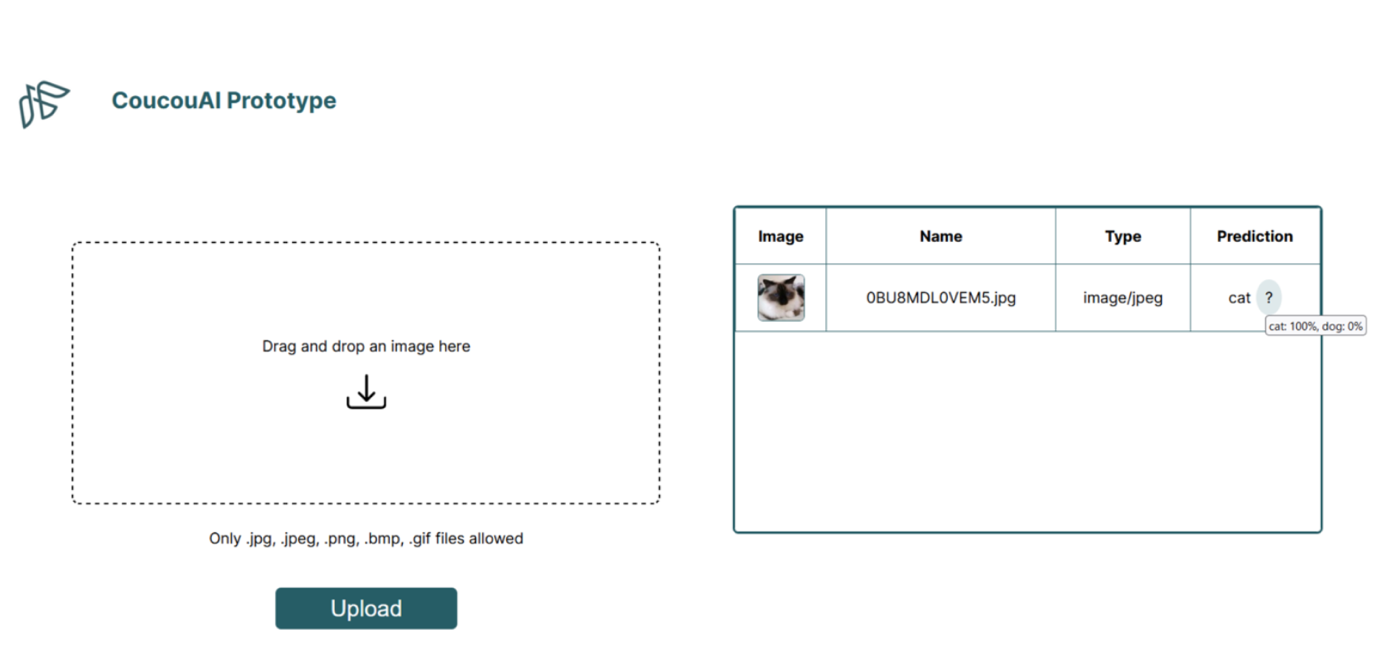 CoucouAI Prototype
Drag and drop an image here
Only .jpg, .jpeg, .png, .bmp, .gif files allowed
Upload
Image Name Type Prediction
0BU8MDL0VEM5.jpg image/jpeg cat ?
cat: 100%, dog: 0%